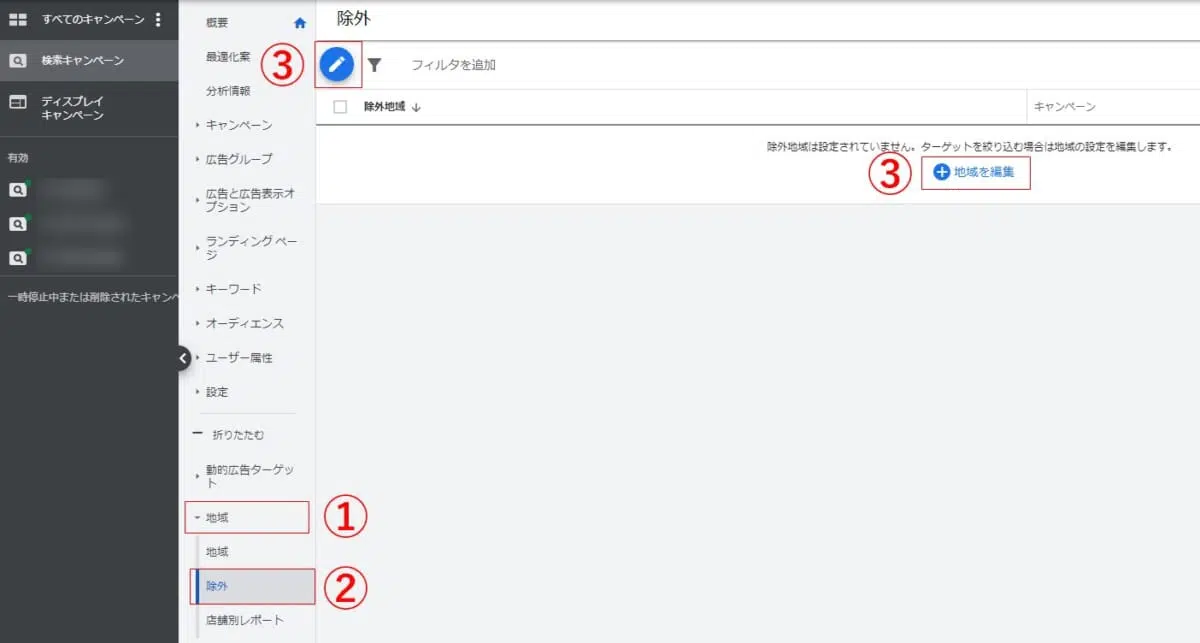 すべてのキャンペーン
検索キャンペーン
ディスプレイ
キャンペーン
有効
一時停止中または削除されたキャンペ
概要
最適化案
分析情報
キャンペーン
広告グループ
広告と広告表示オ
プション
ランディング ペー
ジ
キーワード
オーディエンス
ユーザー属性
設定
折りたたむ
動的広告ターゲッ
ト
地域
①
地域
除外
②
店舗別レポート
除外
③
フィルタを追加
除外地域
キャンペーン
除外地域は設定されていません。ターゲットを絞り込む場合は地域の設定を編集します。
③
地域を編集